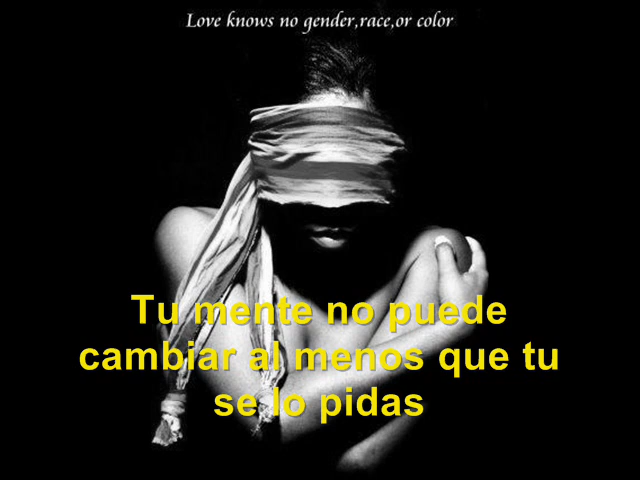 Love knows no gender,race,or color
Tu mente no puede
cambiar al menos que tu
se lo pidas